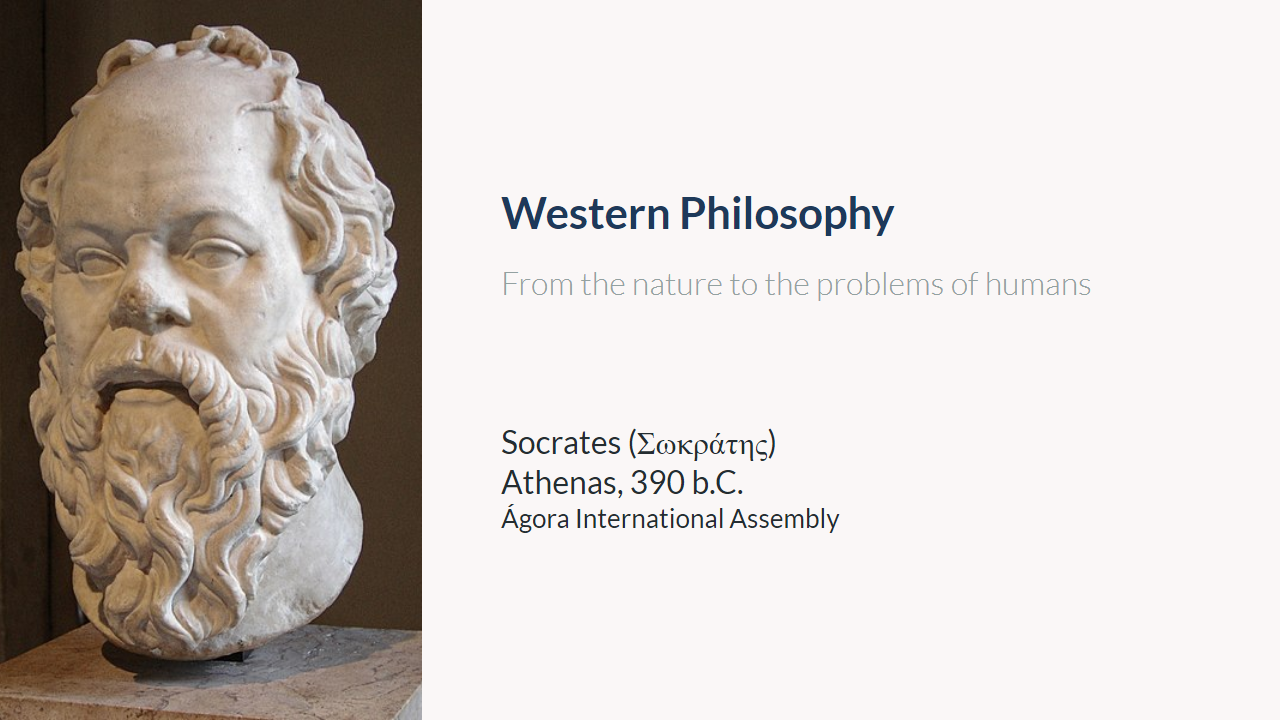 Western Philosophy
From the nature to the problems of humans
Socrates (Σωκράτης)
Athenas, 390 b.C.
Ágora International Assembly